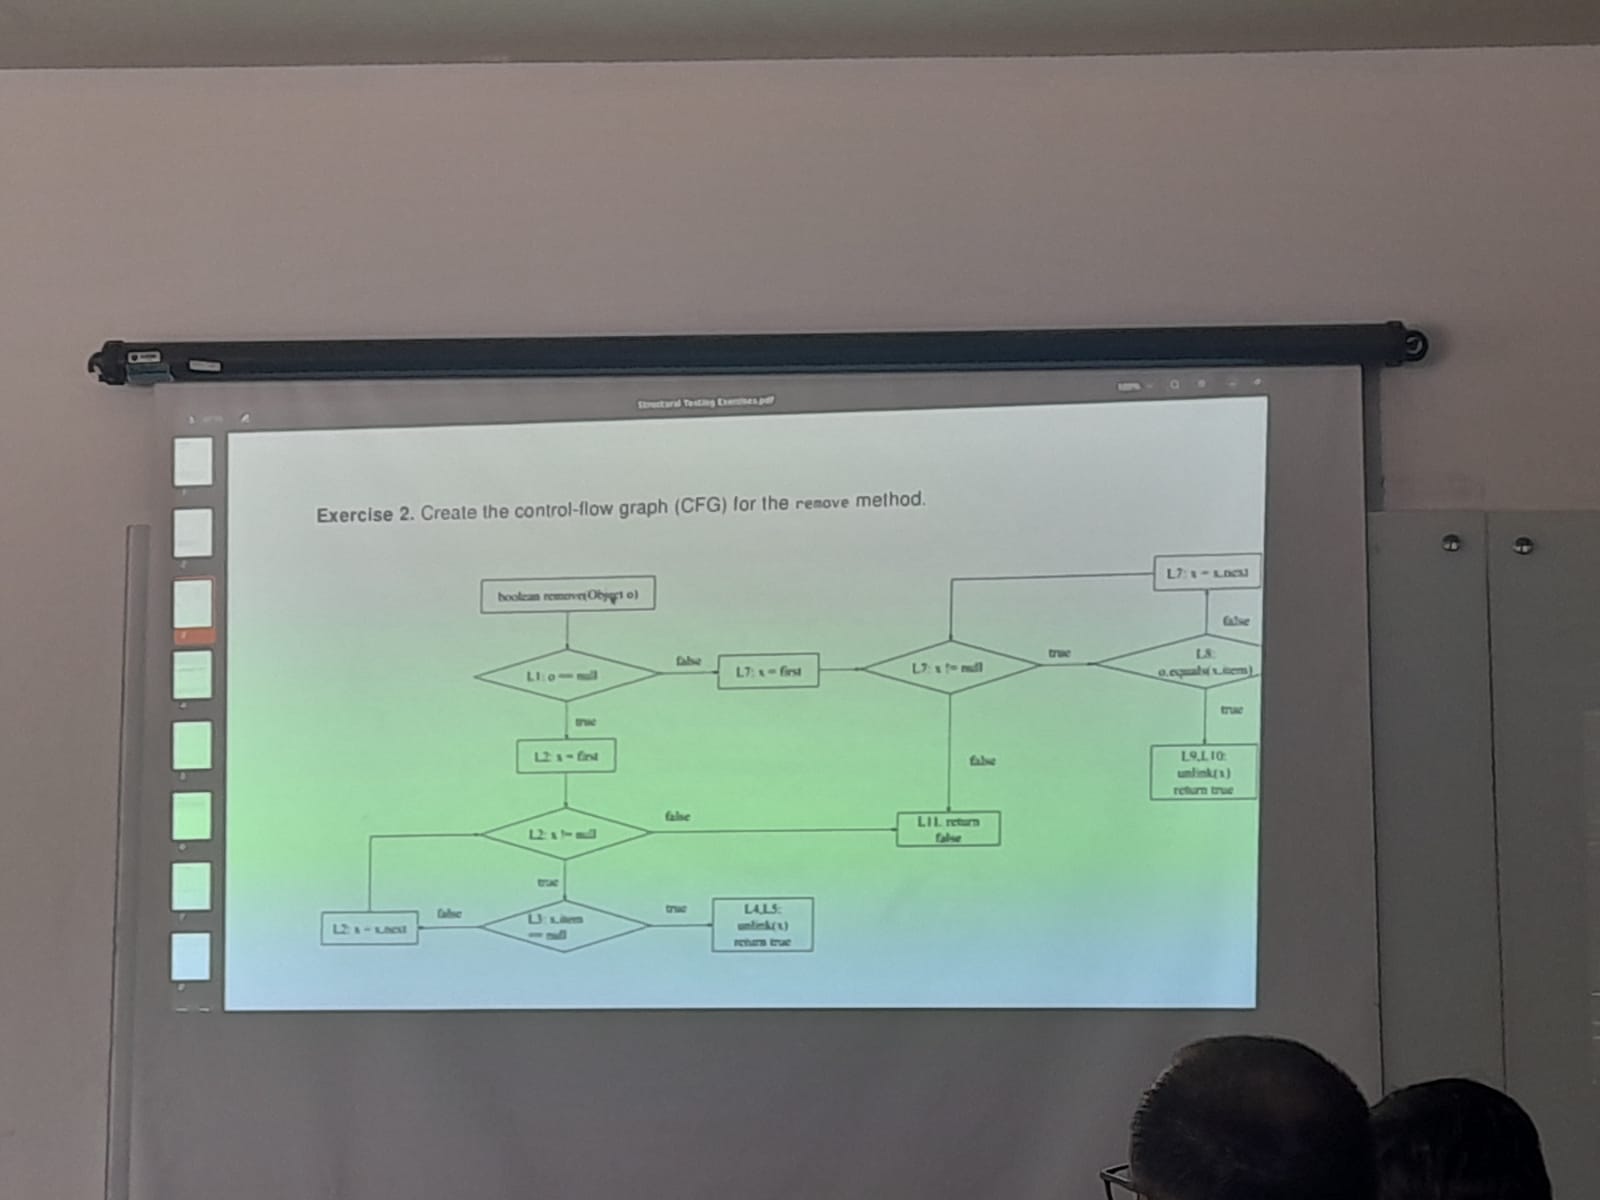 Structural Testing Exercises.pdf
100%
Exercise 2. Create the control-flow graph (CFG) for the remove method.
boolean remove(Object o)
L1: o == null
false
L7: x = first
L7: x != null
true
L8:
o.equals(x.item)
false
L7: x = x.next
true
L9,L10:
unlink(x)
return true
false
L11. return
false
true
L2: x = first
L2: x != null
false
true
L3: x.item
== null
false
L2: x = x.next
true
L4,L5:
unlink(x)
return true